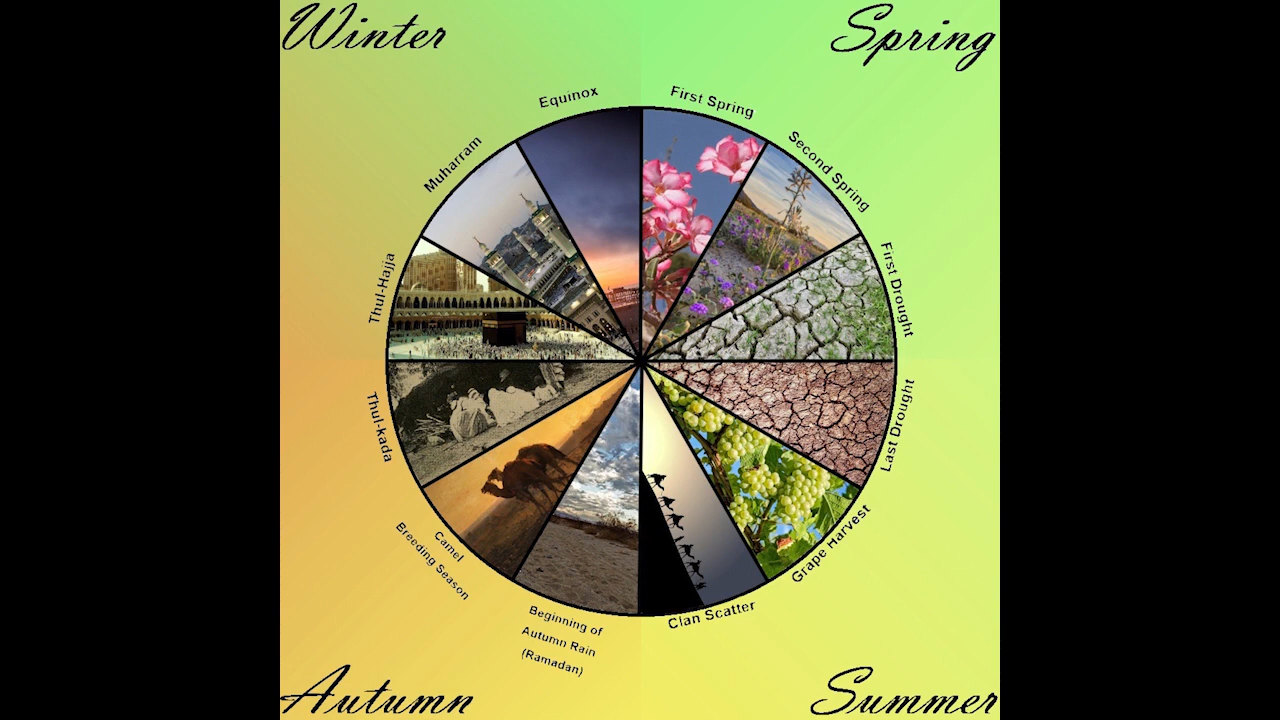 Winter
Spring
Equinox
First Spring
Muharram
Second Spring
Thul-Hajja
First Drought
Thul-kada
Last Drought
Camel
Breeding Season
Grape Harvest
Beginning of
Autumn Rain
(Ramadan)
Clan Scatter
Autumn
Summer